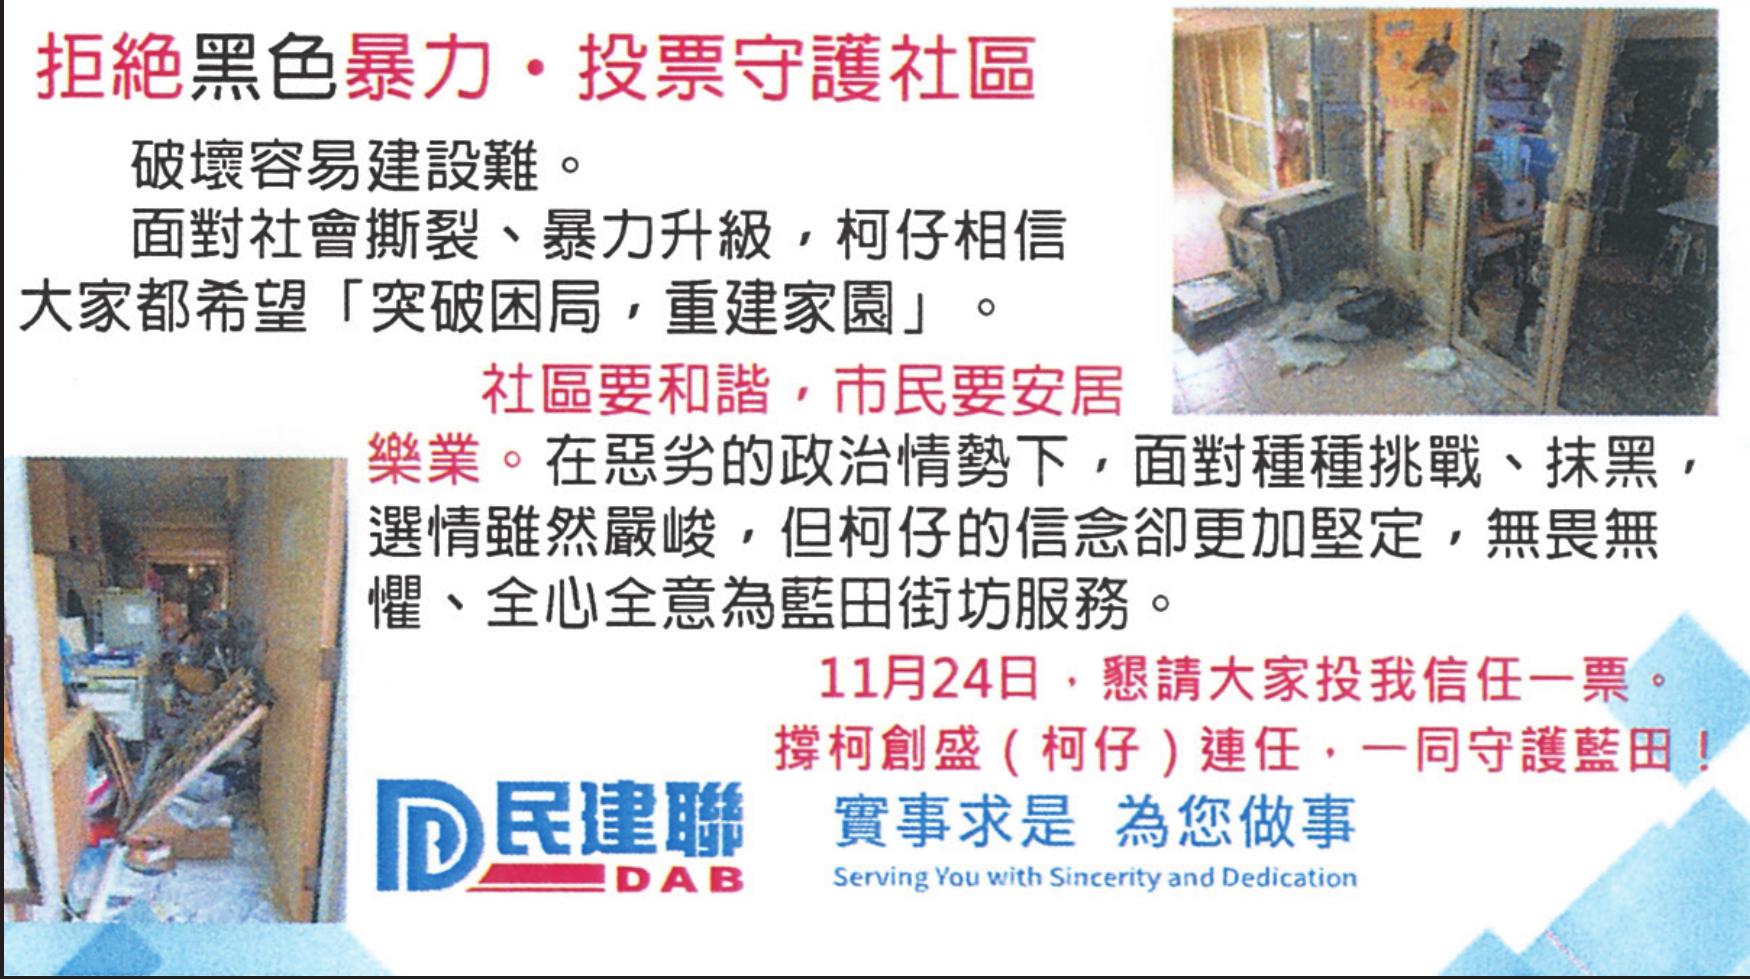 拒絕黑色暴力・投票守護社區
破壞容易建設難。
面對社會撕裂、暴力升級，柯仔相信
大家都希望「突破困局，重建家園」。
社區要和諧，市民要安居
樂業。在惡劣的政治情勢下，面對種種挑戰、抹黑，
選情雖然嚴峻，但柯仔的信念卻更加堅定，無畏無
懼、全心全意為藍田街坊服務。
11月24日，懇請大家投我信任一票。
撐柯創盛（柯仔）連任，一同守護藍田！
民建聯
DAB
實事求是 為您做事
Serving You with Sincerity and Dedication